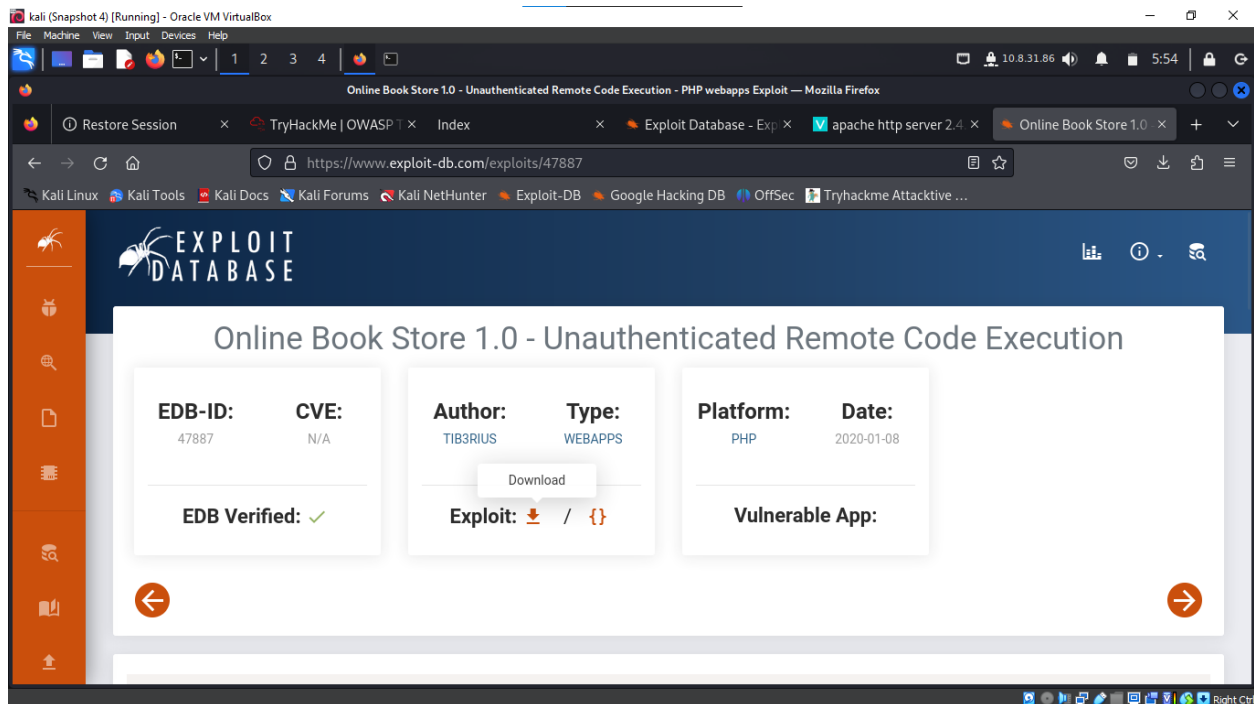 kali (Snapshot 4) [Running] - Oracle VM VirtualBox
File Machine View Input Devices Help
1 2 3 4 10.8.31.86 5:54
Online Book Store 1.0 - Unauthenticated Remote Code Execution - PHP webapps Exploit — Mozilla Firefox
Restore Session TryHackMe | OWASP T Index Exploit Database - Exp apache http server 2.4 Online Book Store 1.0
https://www.exploit-db.com/exploits/47887
Kali Linux Kali Tools Kali Docs Kali Forums Kali NetHunter Exploit-DB Google Hacking DB OffSec Tryhackme Attacktive ...
EXPLOIT
DATABASE
Online Book Store 1.0 - Unauthenticated Remote Code Execution
EDB-ID: CVE: Author: Type: Platform: Date:
47887 N/A TIB3RIUS WEBAPPS PHP 2020-01-08
Download
EDB Verified: Exploit: / {} Vulnerable App:
Right Ctrl